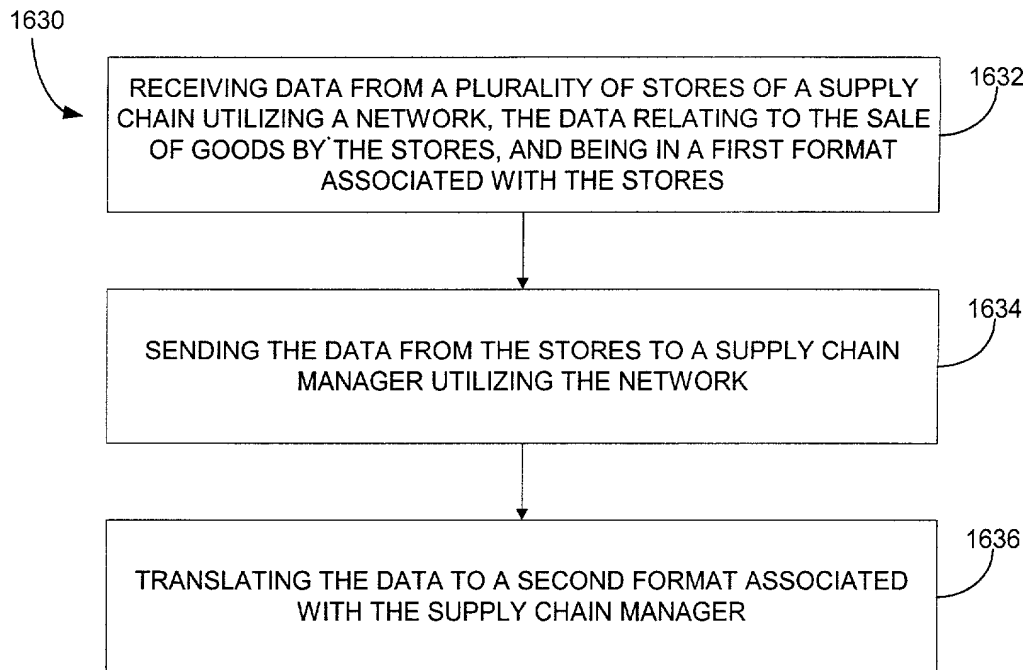 1630
1632
RECEIVING DATA FROM A PLURALITY OF STORES OF A SUPPLY
CHAIN UTILIZING A NETWORK, THE DATA RELATING TO THE SALE
OF GOODS BY THE STORES, AND BEING IN A FIRST FORMAT
ASSOCIATED WITH THE STORES
1634
SENDING THE DATA FROM THE STORES TO A SUPPLY CHAIN
MANAGER UTILIZING THE NETWORK
1636
TRANSLATING THE DATA TO A SECOND FORMAT ASSOCIATED
WITH THE SUPPLY CHAIN MANAGER